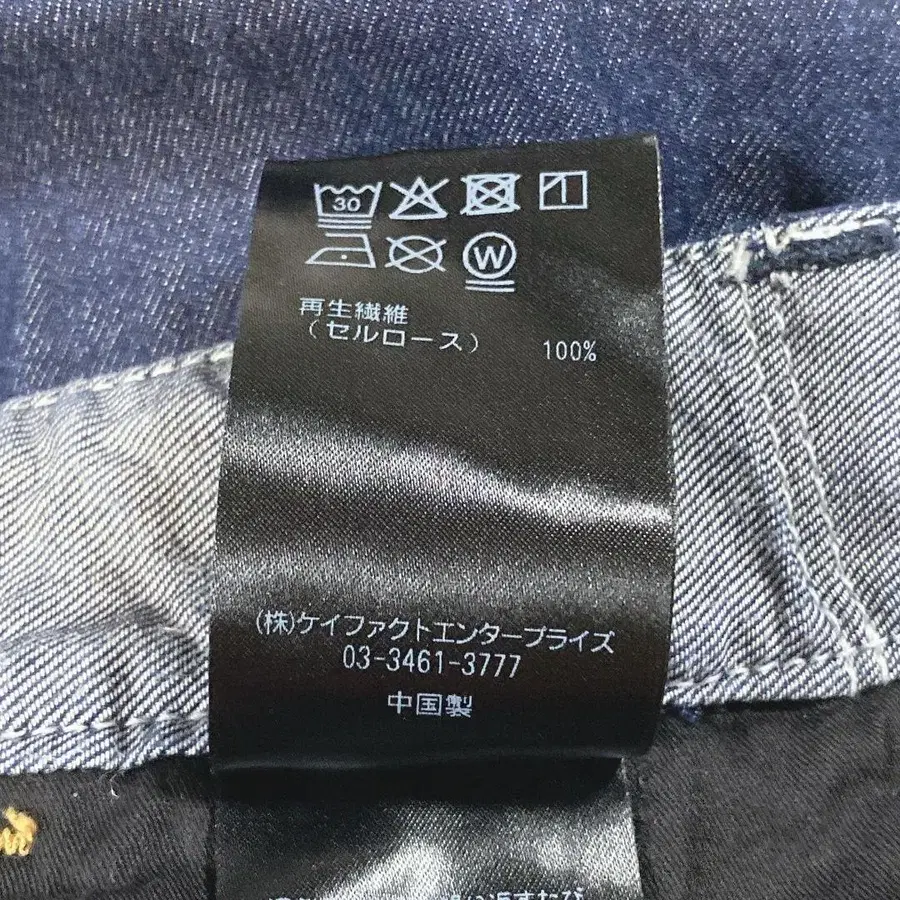 30
W
再生繊維
(セルロース) 100%
(株)ケイファクトエンタープライズ
03-3461-3777
中国製